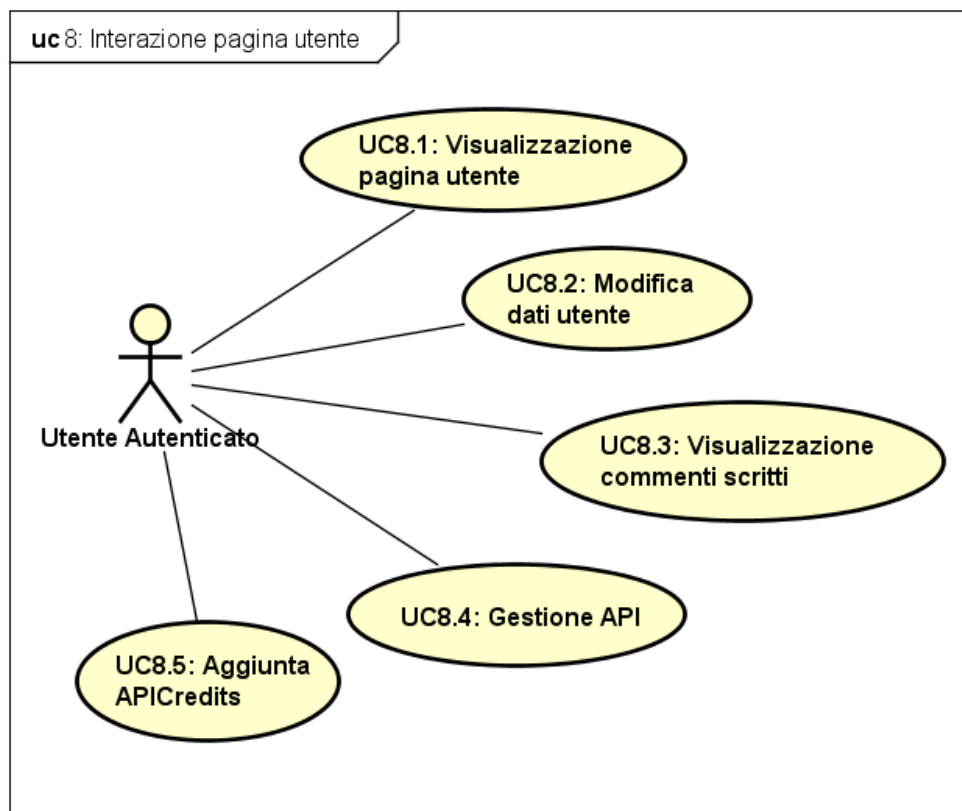 uc 8: Interazione pagina utente
UC8.1: Visualizzazione
pagina utente
UC8.2: Modifica
dati utente
Utente Autenticato
UC8.3: Visualizzazione
commenti scritti
UC8.4: Gestione API
UC8.5: Aggiunta
APICredits